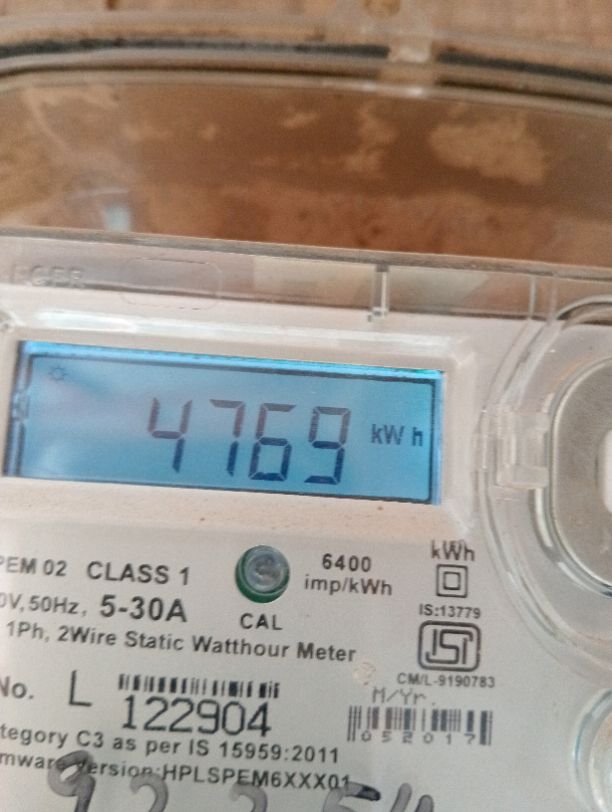 4769 kWh
PEM 02 CLASS 1
0V, 50Hz, 5-30A
CAL
6400
imp/kWh
kWh
IS:13779
ISI
CM/L-9190783
1Ph, 2Wire Static Watthour Meter
No. L 122904
M/Yr.
052017
tegory C3 as per IS 15959:2011
mware version:HPLSPEM6XXX01